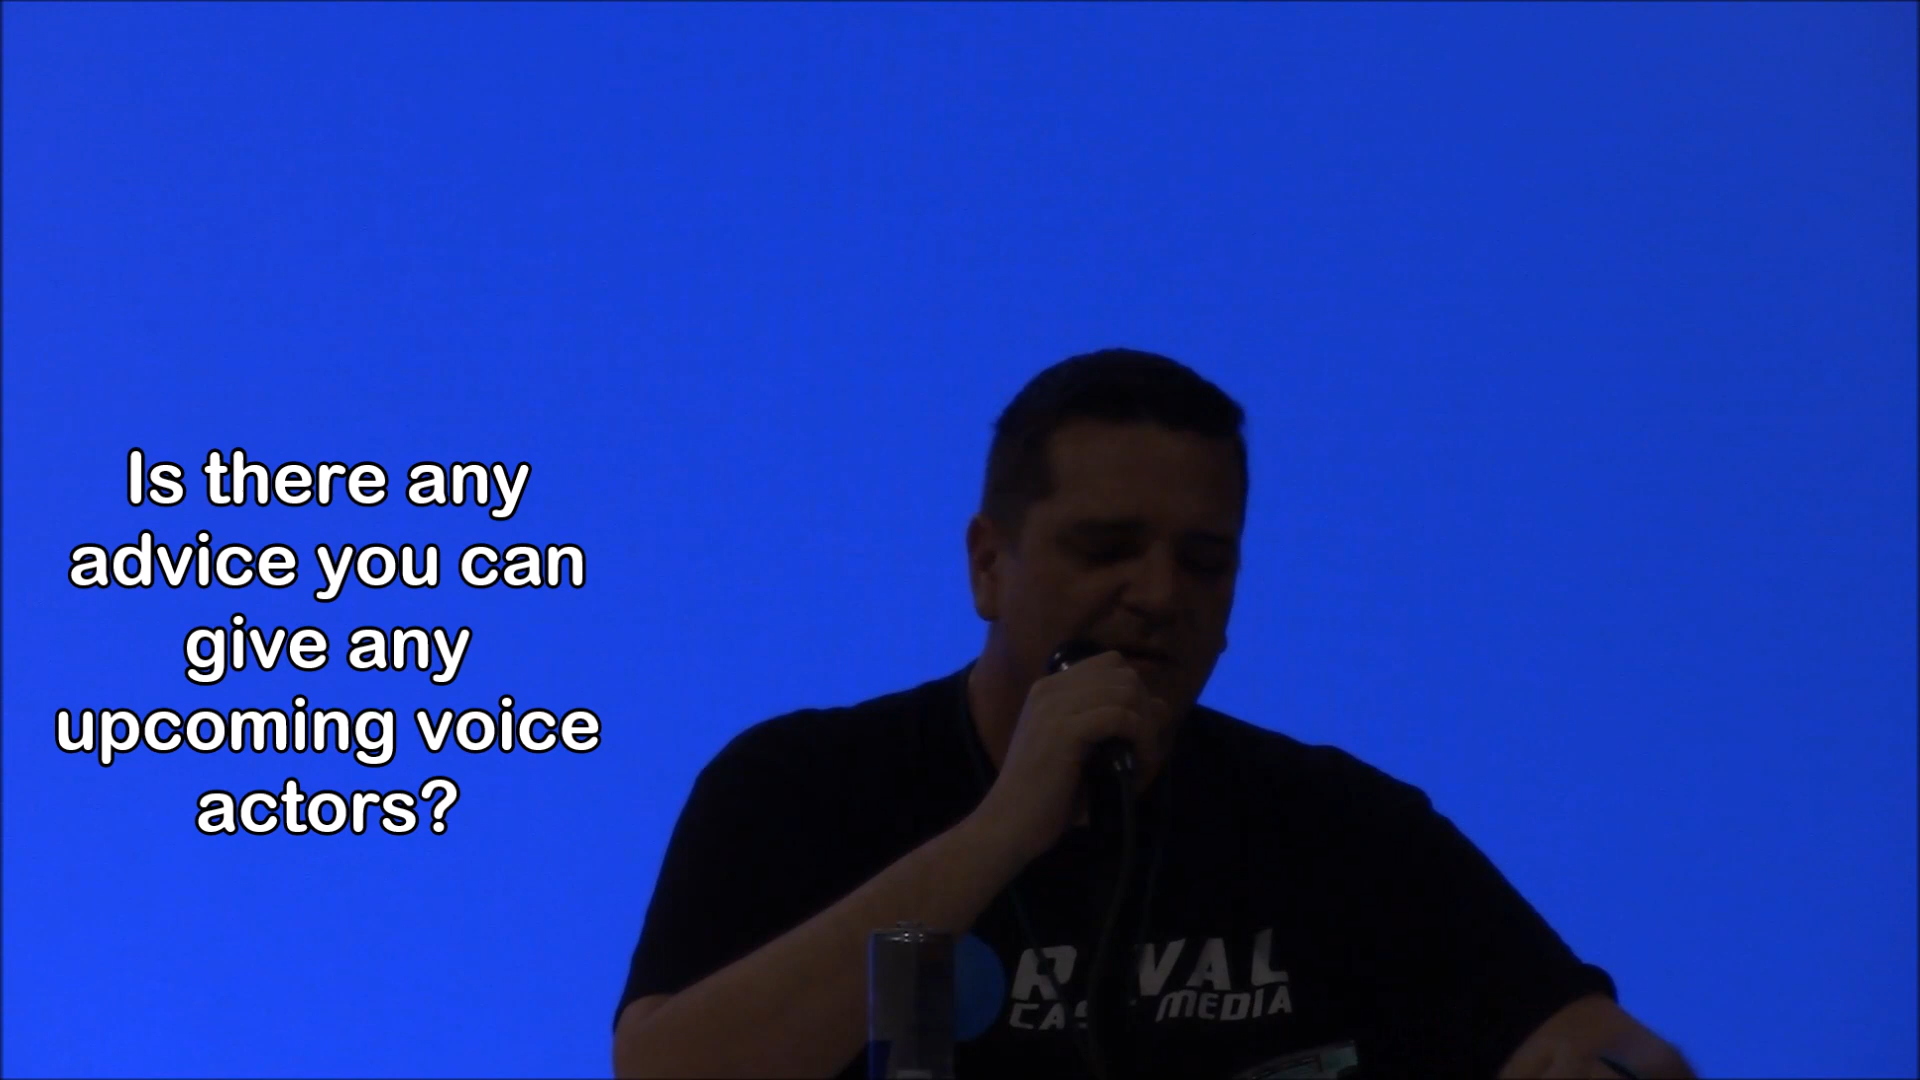 Is there any
advice you can
give any
upcoming voice
actors?
MEDIA